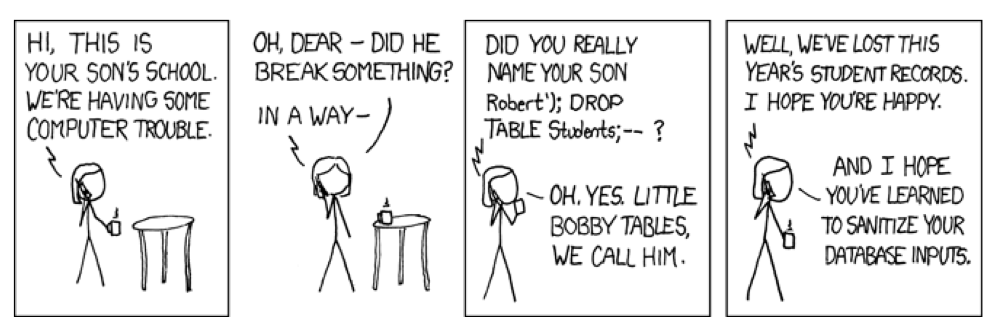 HI, THIS IS
YOUR SON'S SCHOOL.
WE'RE HAVING SOME
COMPUTER TROUBLE.
OH, DEAR – DID HE
BREAK SOMETHING?
IN A WAY–
DID YOU REALLY
NAME YOUR SON
Robert'); DROP
TABLE Students;-- ?
OH. YES. LITTLE
BOBBY TABLES,
WE CALL HIM.
WELL, WE'VE LOST THIS
YEAR'S STUDENT RECORDS.
I HOPE YOU'RE HAPPY.
AND I HOPE
YOU'VE LEARNED
TO SANITIZE YOUR
DATABASE INPUTS.